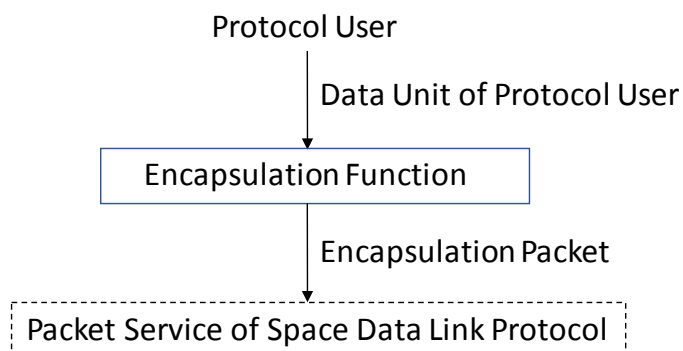 Protocol User
Data Unit of Protocol User
Encapsulation Function
Encapsulation Packet
Packet Service of Space Data Link Protocol